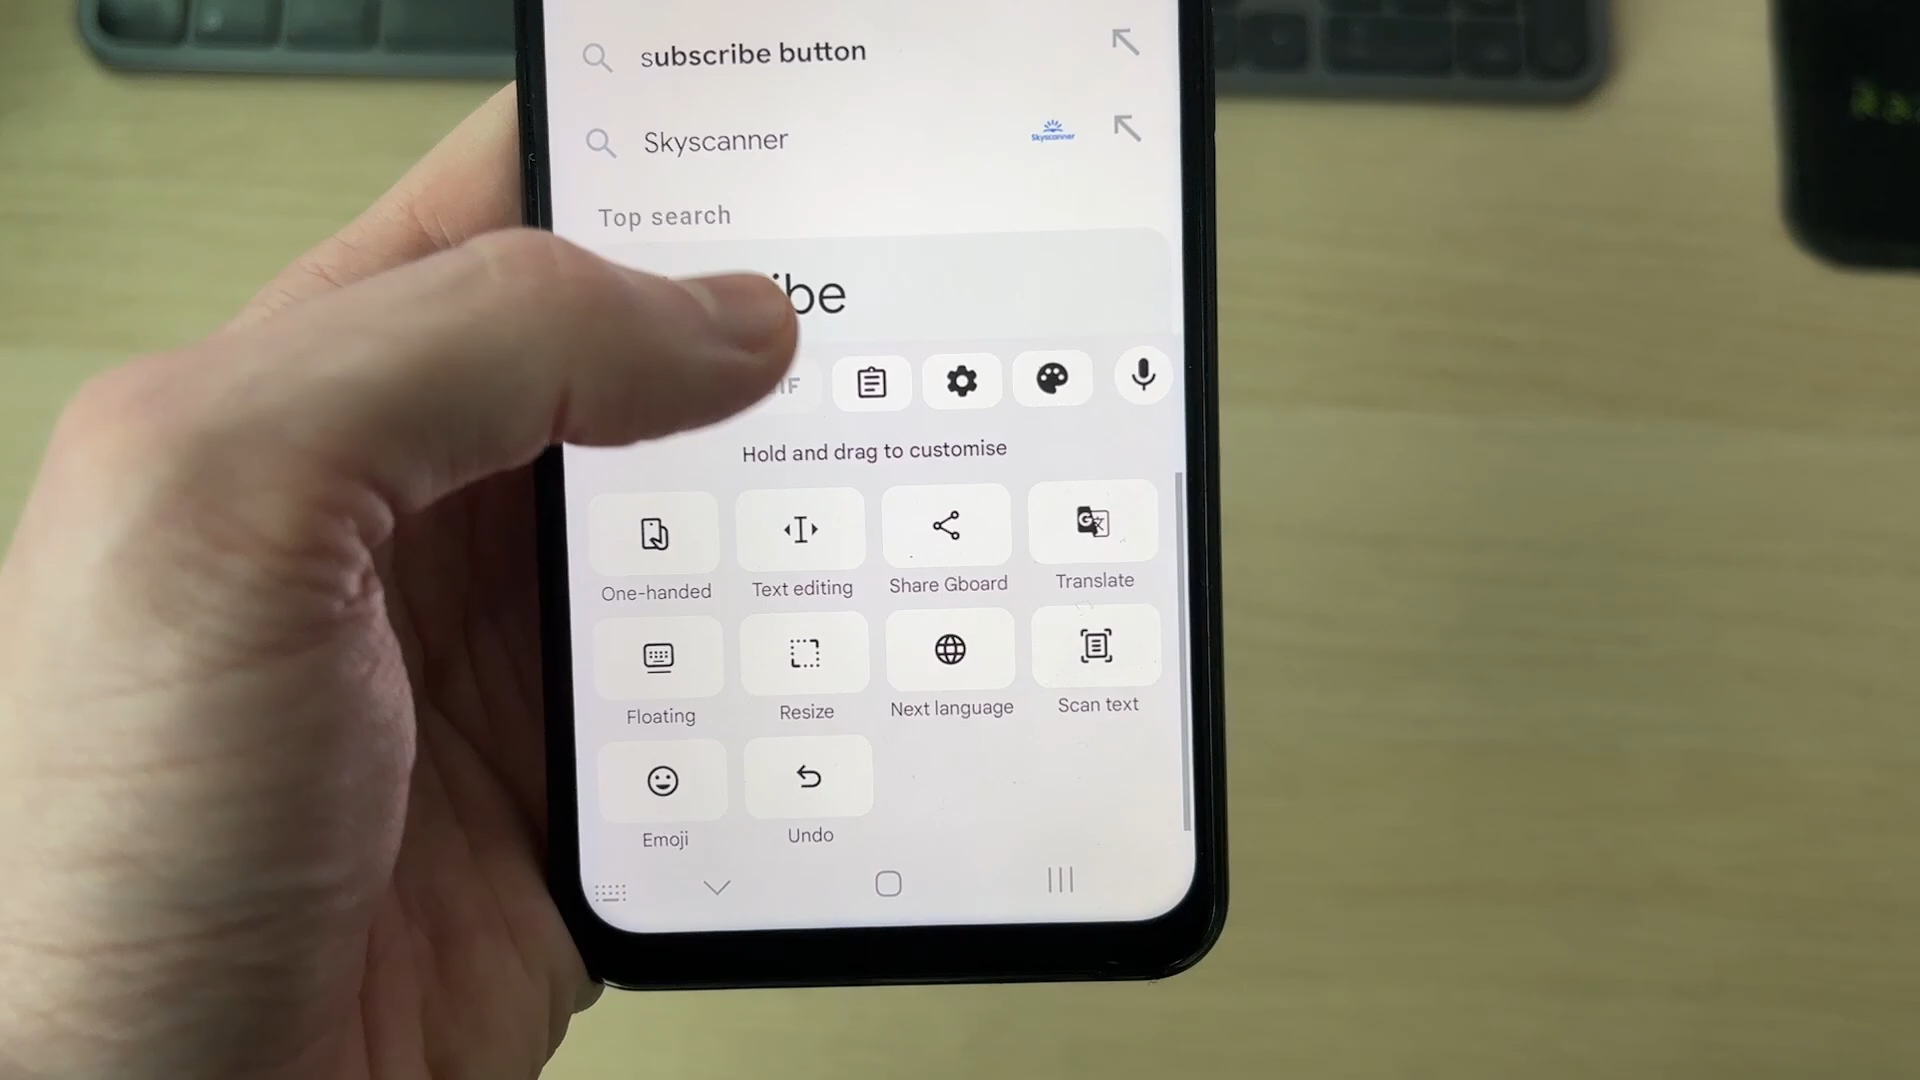 subscribe button
Skyscanner
Skyscanner
Top search
ibe
Hold and drag to customise
One-handed
Text editing
Share Gboard
Translate
Floating
Resize
Next language
Scan text
Emoji
Undo